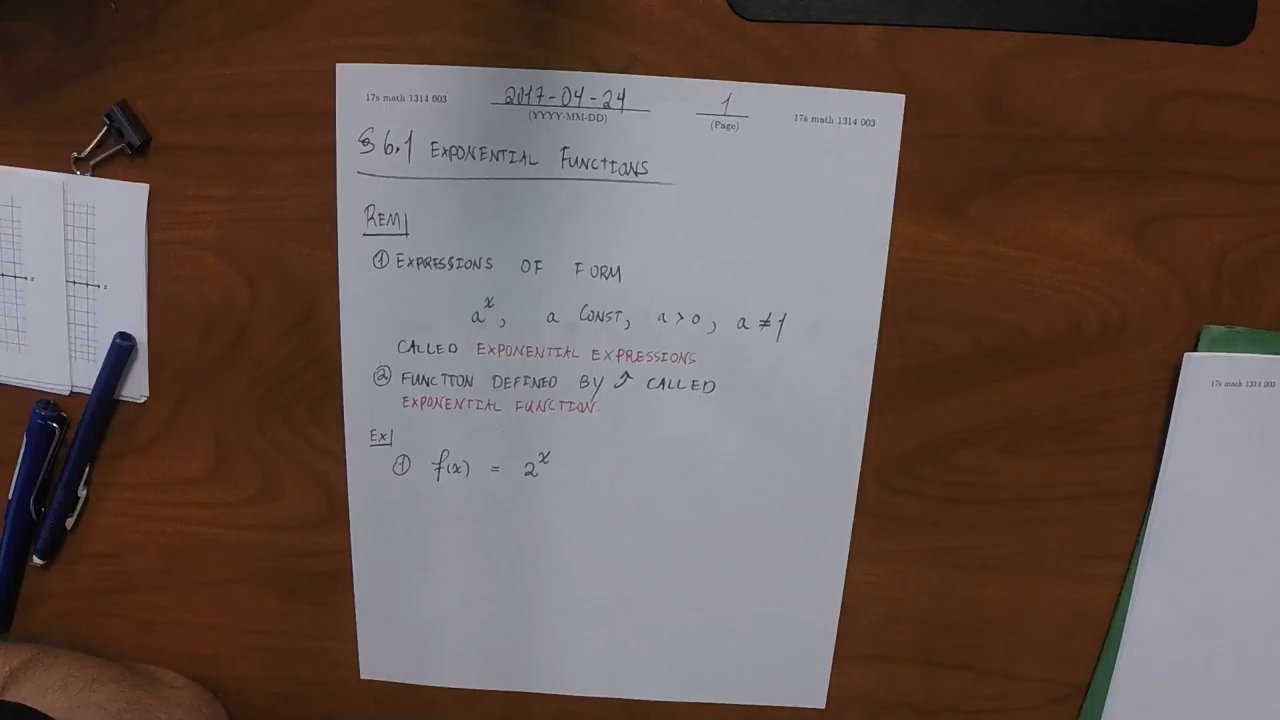 17s math 1314 003 2017-04-24 1 17s math 1314 003
(YYYY-MM-DD) (Page)
§6.1 EXPONENTIAL FUNCTIONS
REM
① EXPRESSIONS OF FORM
a^x, a CONST, a > 0, a ≠ 1
CALLED EXPONENTIAL EXPRESSIONS
② FUNCTION DEFINED BY ⤴ CALLED
EXPONENTIAL FUNCTION.
EX
① f(x) = 2^x
x
x
17s math 1314 003